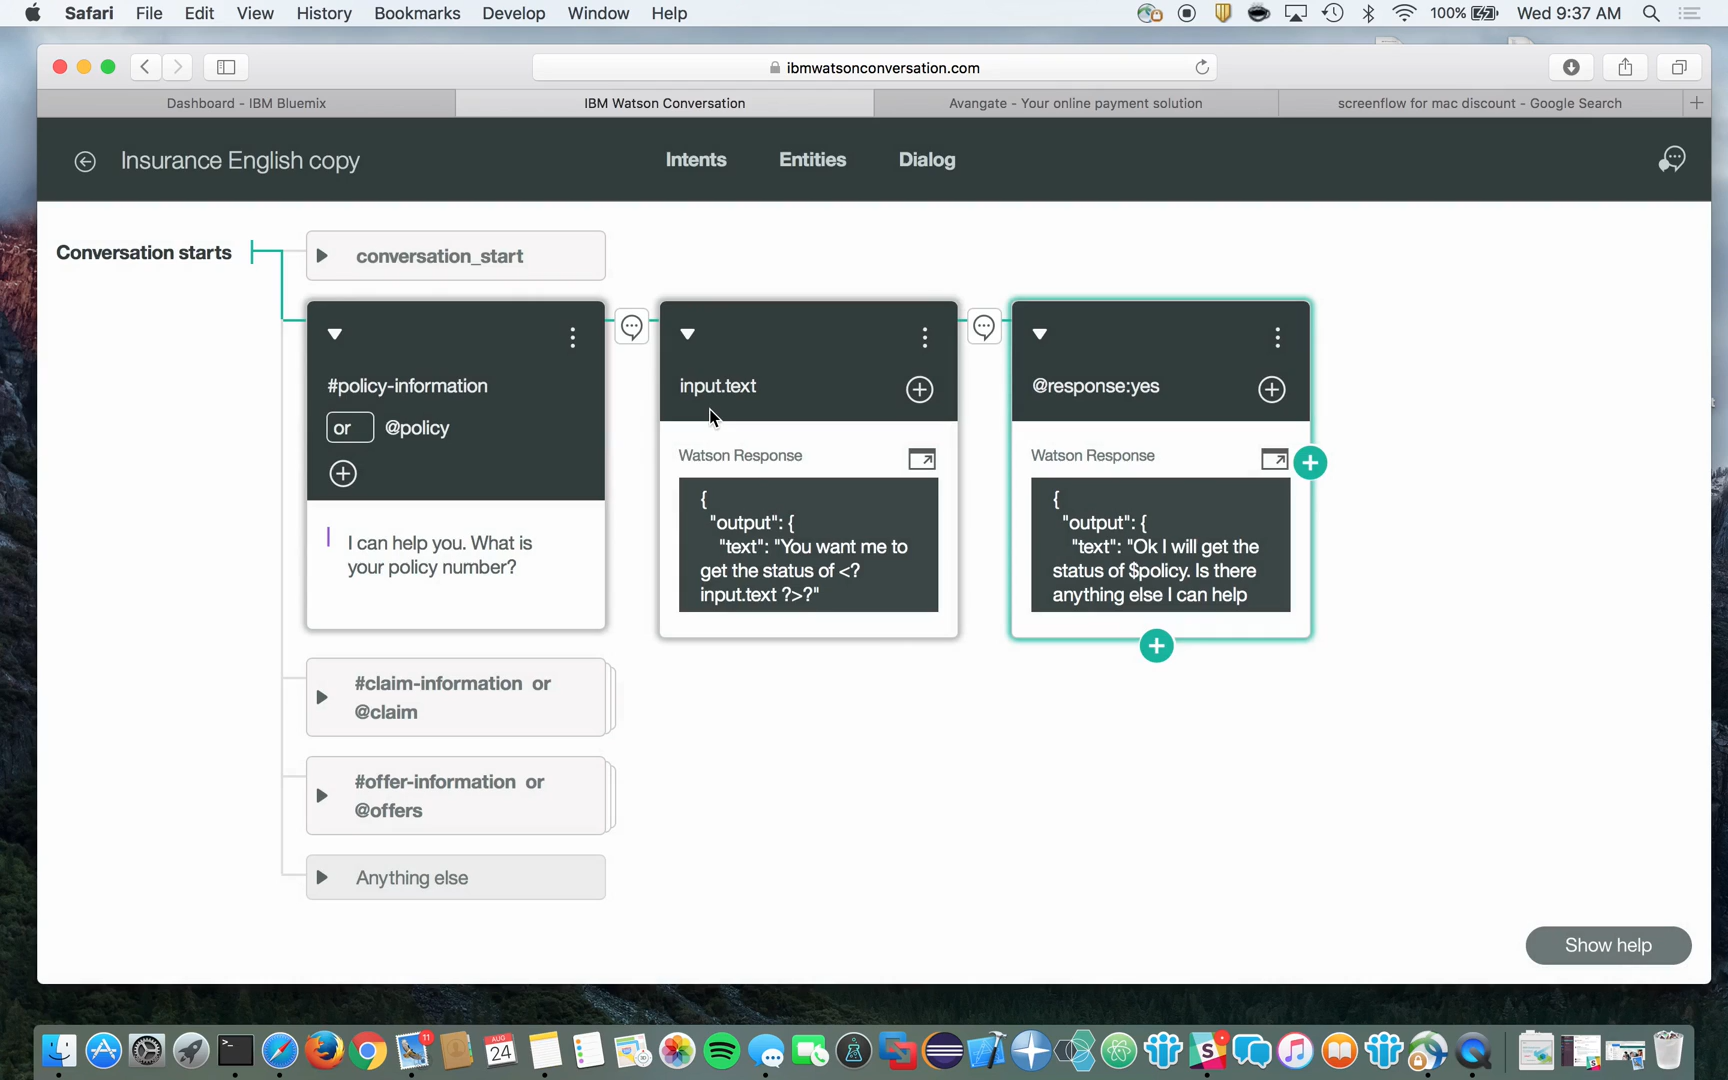 Safari File Edit View History Bookmarks Develop Window Help 100% Wed 9:37 AM
ibmwatsonconversation.com
Dashboard - IBM Bluemix IBM Watson Conversation Avangate - Your online payment solution screenflow for mac discount - Google Search
Insurance English copy Intents Entities Dialog
Conversation starts
conversation_start
#policy-information
or @policy
I can help you. What is
your policy number?
input.text
Watson Response
{
"output": {
"text": "You want me to
get the status of <?
input.text ?>?"
@response:yes
Watson Response
{
"output": {
"text": "Ok I will get the
status of $policy. Is there
anything else I can help
#claim-information or
@claim
#offer-information or
@offers
Anything else
Show help
11
AUG
24